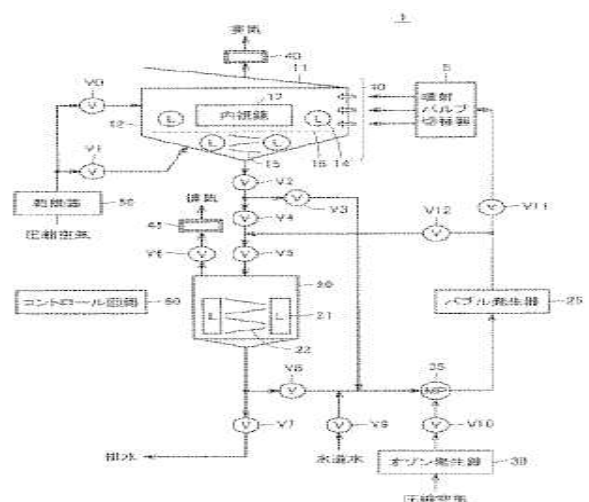 1
排気
40
11
5
噴射
バルブ
切替器
10
V0
12
17
内視鏡
L
L
16
14
L
L
V
V1
V
15
V2
V
V
V3
乾燥器
50
圧縮空気
排気
45
V4
V
V12
V
V11
V
V6
V
V5
V
20
コントロール回路
60
L
L
21
22
バブル発生器
25
V8
V
35
MP
V
V7
V
V9
V
V10
排水
水道水
オゾン発生器
30
圧縮空気